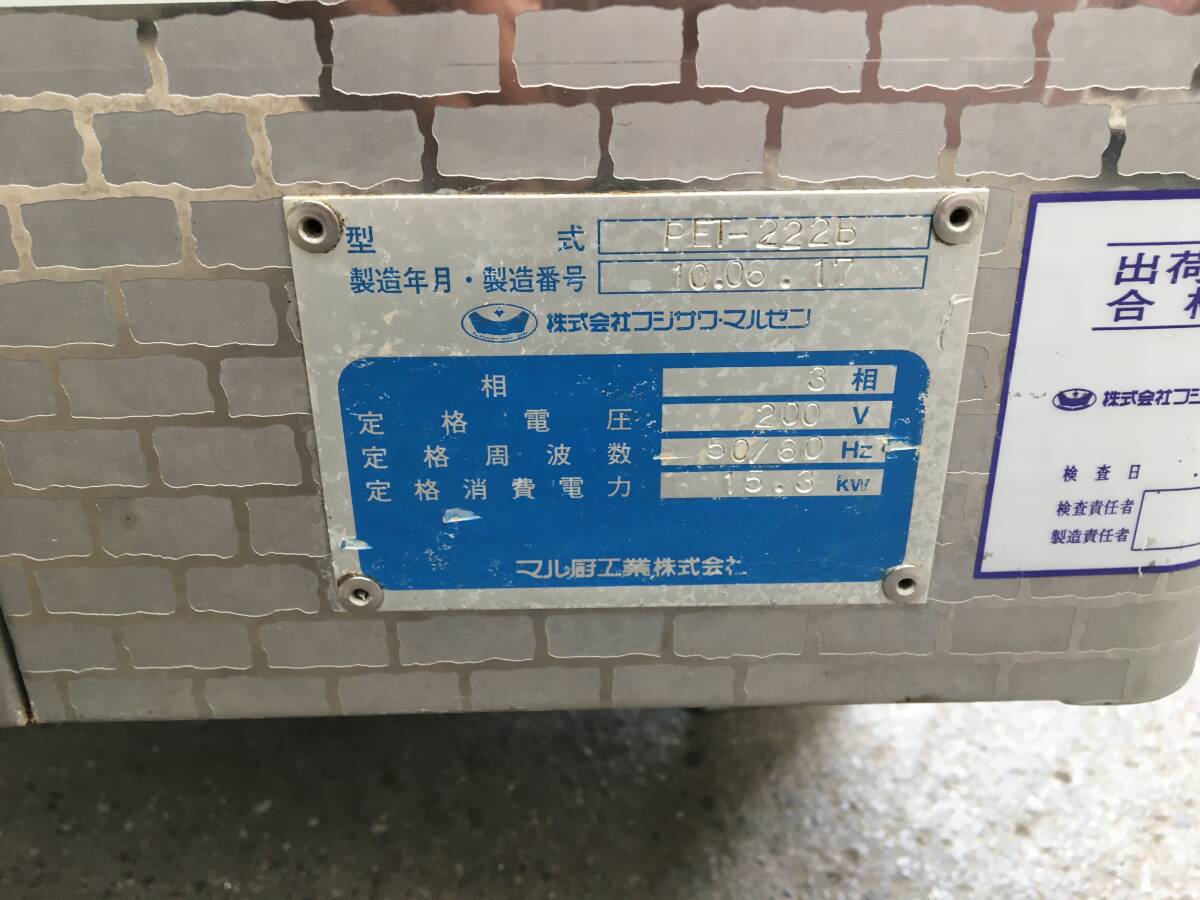 型式 PET-222B
製造年月・製造番号 10.06.17
株式会社フジサワ・マルゼン
相 3 相
定格電圧 200 V
定格周波数 50/60 Hz
定格消費電力 15.3 kw
マル厨工業株式会社
出荷
合格
株式会社フジ
検査日
検査責任者
製造責任者